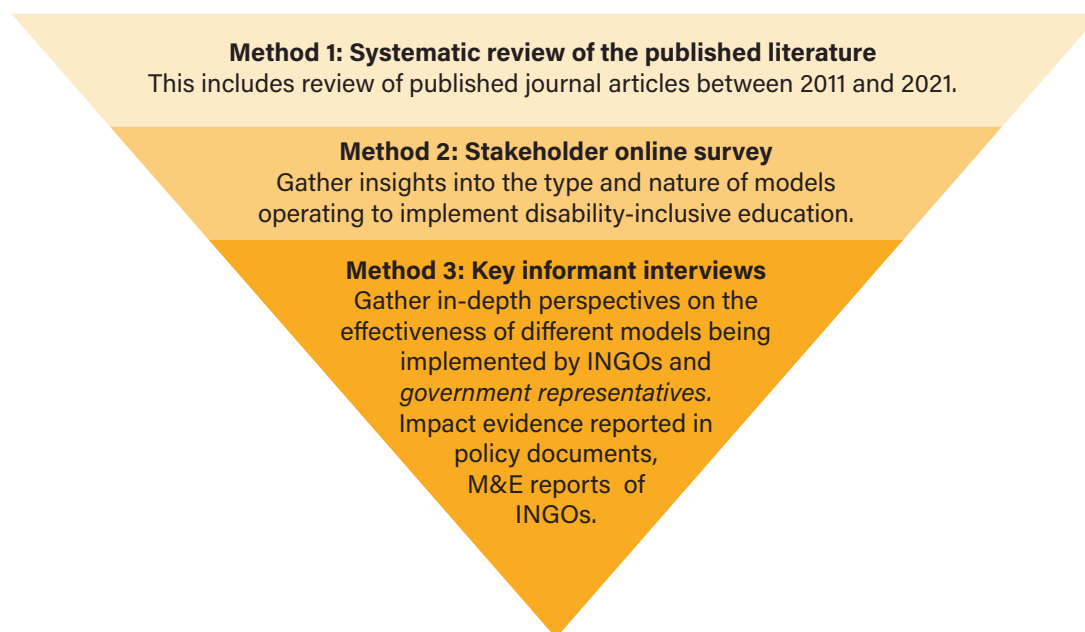 Method 1: Systematic review of the published literature
This includes review of published journal articles between 2011 and 2021.
Method 2: Stakeholder online survey
Gather insights into the type and nature of models
operating to implement disability-inclusive education.
Method 3: Key informant interviews
Gather in-depth perspectives on the
effectiveness of different models being
implemented by INGOs and
government representatives.
Impact evidence reported in
policy documents,
M&E reports of
INGOs.